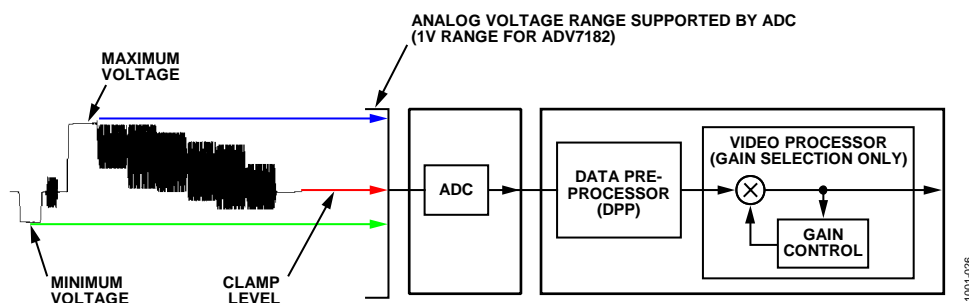 ANALOG VOLTAGE RANGE SUPPORTED BY ADC
(1V RANGE FOR ADV7182)
MAXIMUM
VOLTAGE
VIDEO PROCESSOR
(GAIN SELECTION ONLY)
ADC
DATA PRE-
PROCESSOR
(DPP)
GAIN
CONTROL
MINIMUM
VOLTAGE
CLAMP
LEVEL